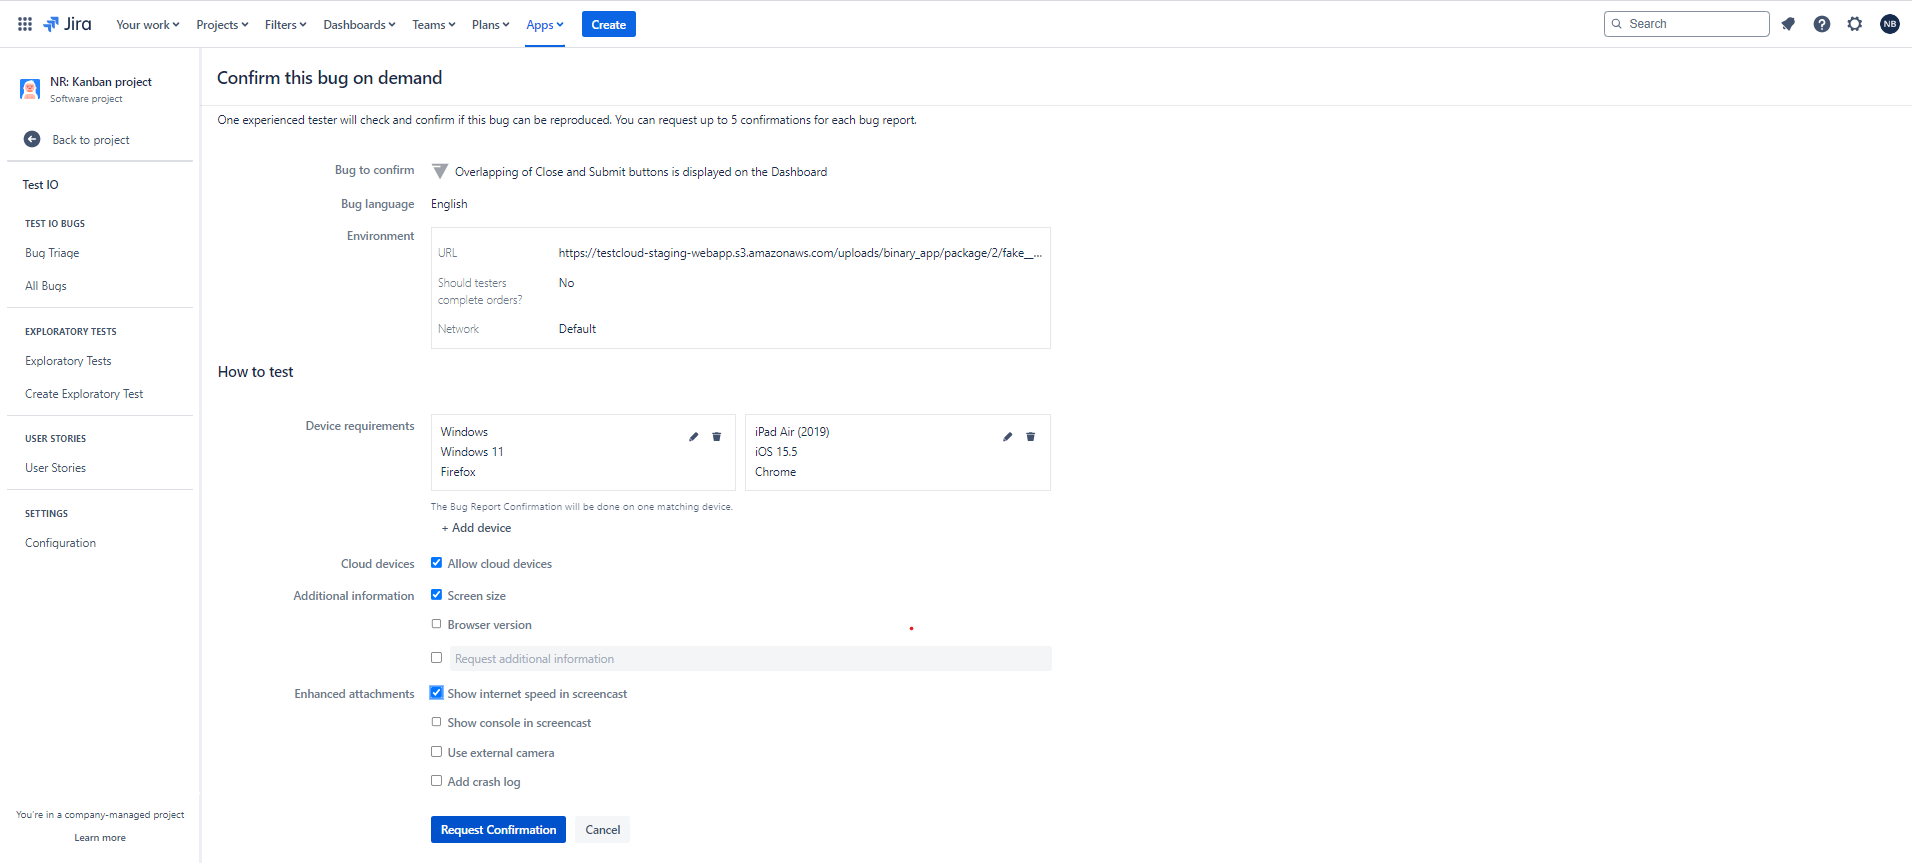 Jira
Your work Projects Filters Dashboards Teams Plans Apps Create Search NB
NR: Kanban project
Software project
Back to project
Test IO
TEST IO BUGS
Bug Triage
All Bugs
EXPLORATORY TESTS
Exploratory Tests
Create Exploratory Test
USER STORIES
User Stories
SETTINGS
Configuration
You're in a company-managed project
Learn more
Confirm this bug on demand
One experienced tester will check and confirm if this bug can be reproduced. You can request up to 5 confirmations for each bug report.
Bug to confirm Overlapping of Close and Submit buttons is displayed on the Dashboard
Bug language English
Environment
URL https://testcloud-staging-webapp.s3.amazonaws.com/uploads/binary_app/package/2/fake__...
Should testers No
complete orders?
Network Default
How to test
Device requirements
Windows
Windows 11
Firefox
iPad Air (2019)
iOS 15.5
Chrome
The Bug Report Confirmation will be done on one matching device.
+ Add device
Cloud devices Allow cloud devices
Additional information Screen size
Browser version
Request additional information
Enhanced attachments Show internet speed in screencast
Show console in screencast
Use external camera
Add crash log
Request Confirmation Cancel